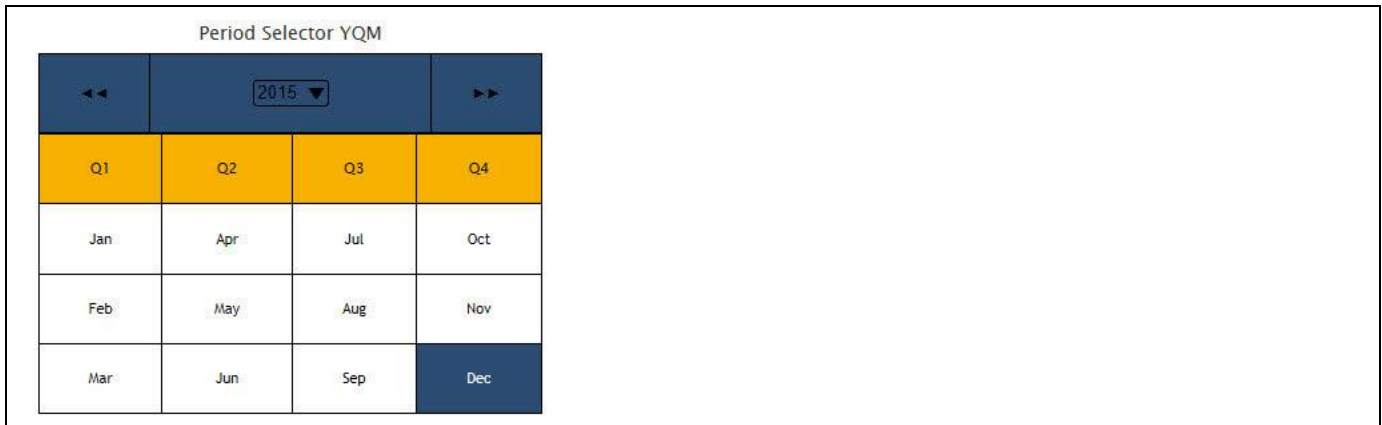 Period Selector YQM
◄◄ 2015 ▼ ►►
Q1 Q2 Q3 Q4
Jan Apr Jul Oct
Feb May Aug Nov
Mar Jun Sep Dec